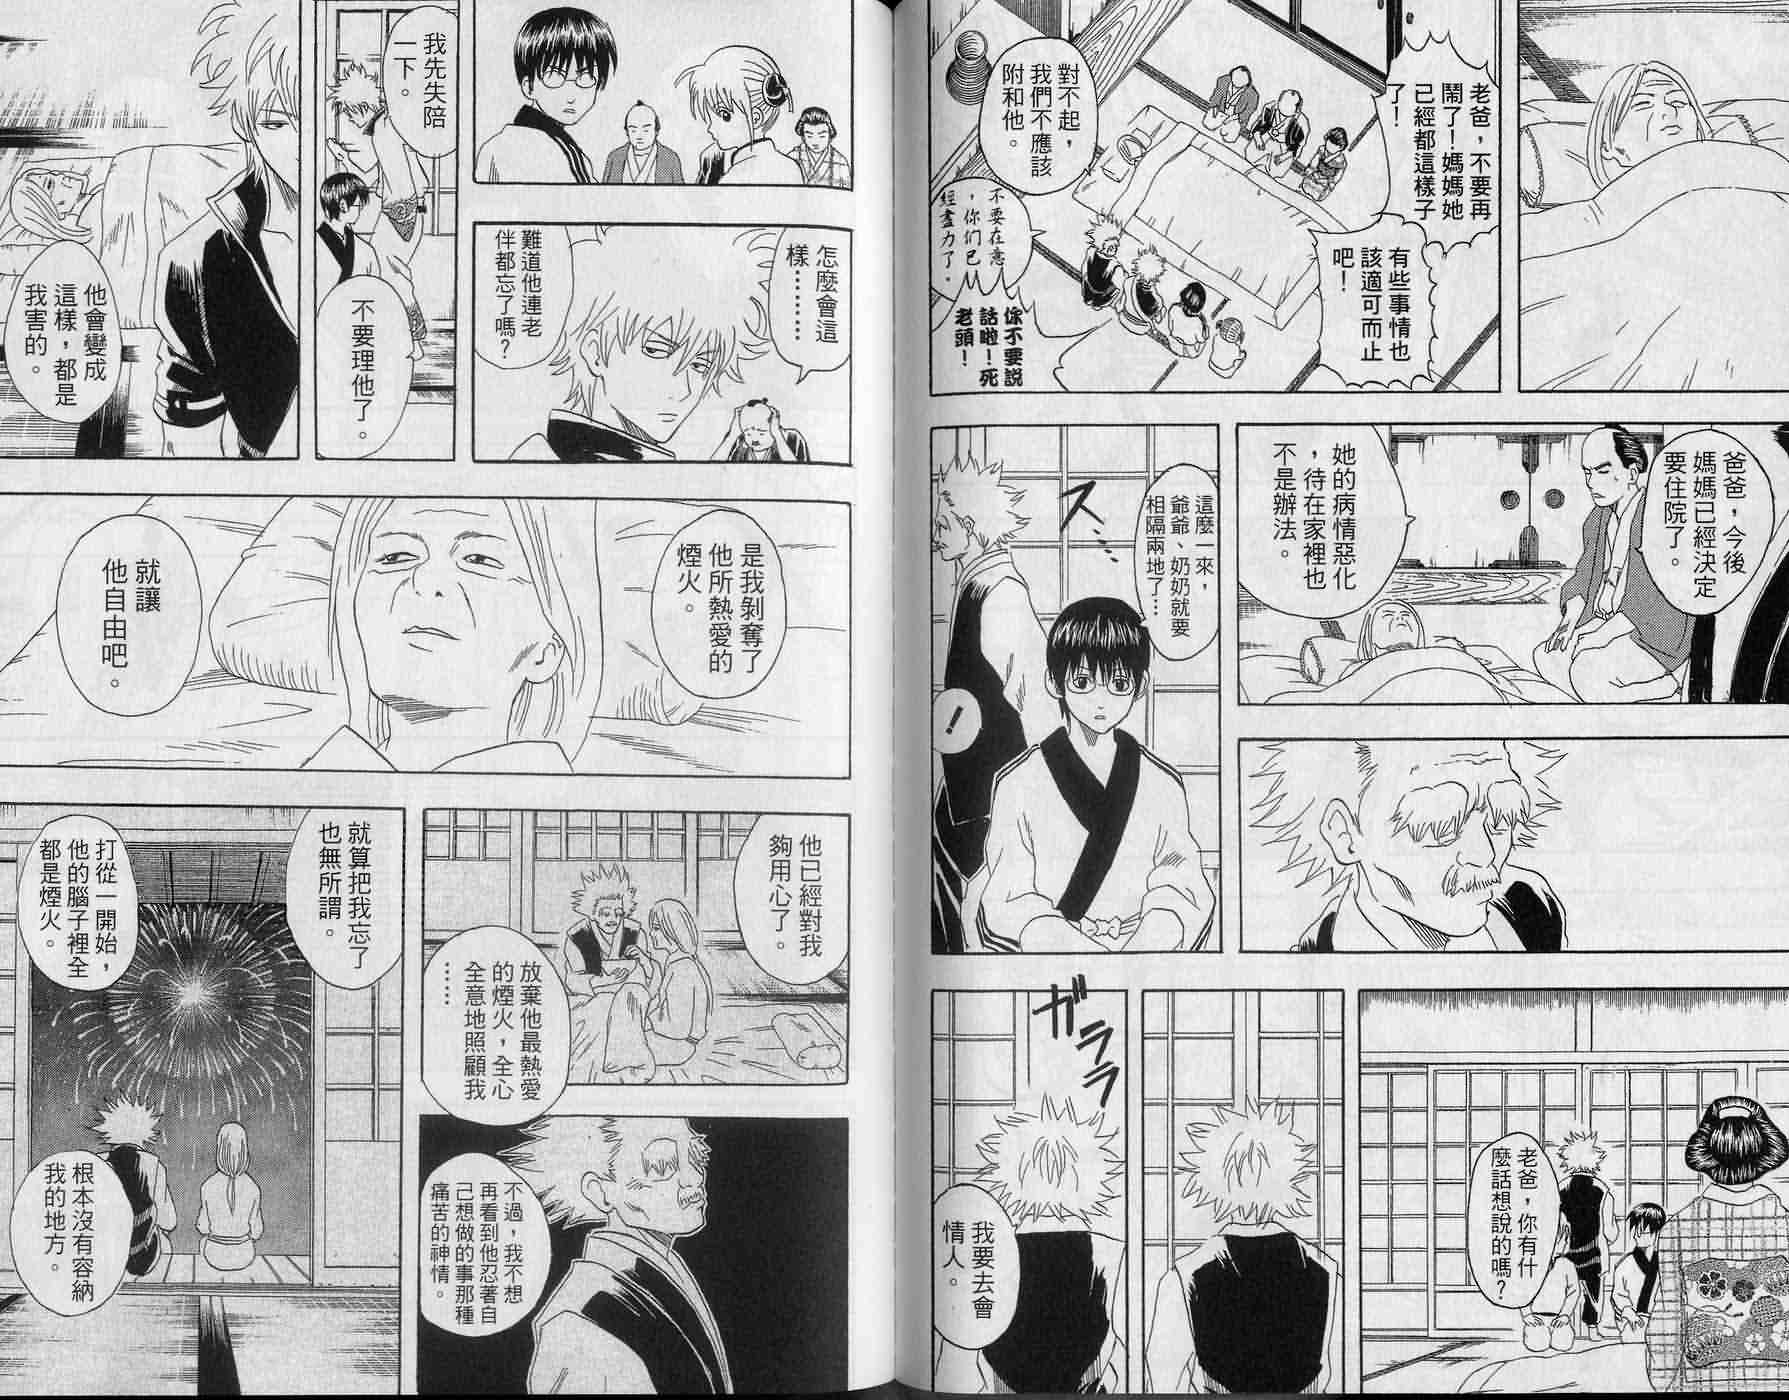 老爸，不要再
鬧了！媽媽她
已經都這樣子
了！
有些事情也
該適可而止
吧！
對不起，
我們不應該
附和他。
不要在意
，你们已
經盡力了。
你不要説
話啦！死
老頭！
爸爸，今後
媽媽已經決定
要住院了。
她的病情惡化
，待在家裡也
不是辦法。
這麼一來，
爺爺、奶奶就要
相隔兩地了…
ス…
！
老爸，你有什
麼話想說的嗎？
ガララ
我要去會
情人。
怎麼會這
樣………
難道他連老
伴都忘了嗎？
我先失陪
一下。
不要理他了。
他會變成
這樣，都是
我害的。
是我剝奪了
他所熱愛的
煙火。
就讓
他自由吧。
他已經對我
夠用心了。
放棄他最熱愛
的煙火，全心
全意地照顧我
……
不過，我不想
再看到他忍著自
己想做的事那種
痛苦的神情。
就算把我忘了
也無所謂。
打從一開始，
他的腦子裡全
都是煙火。
根本沒有容納
我的地方。